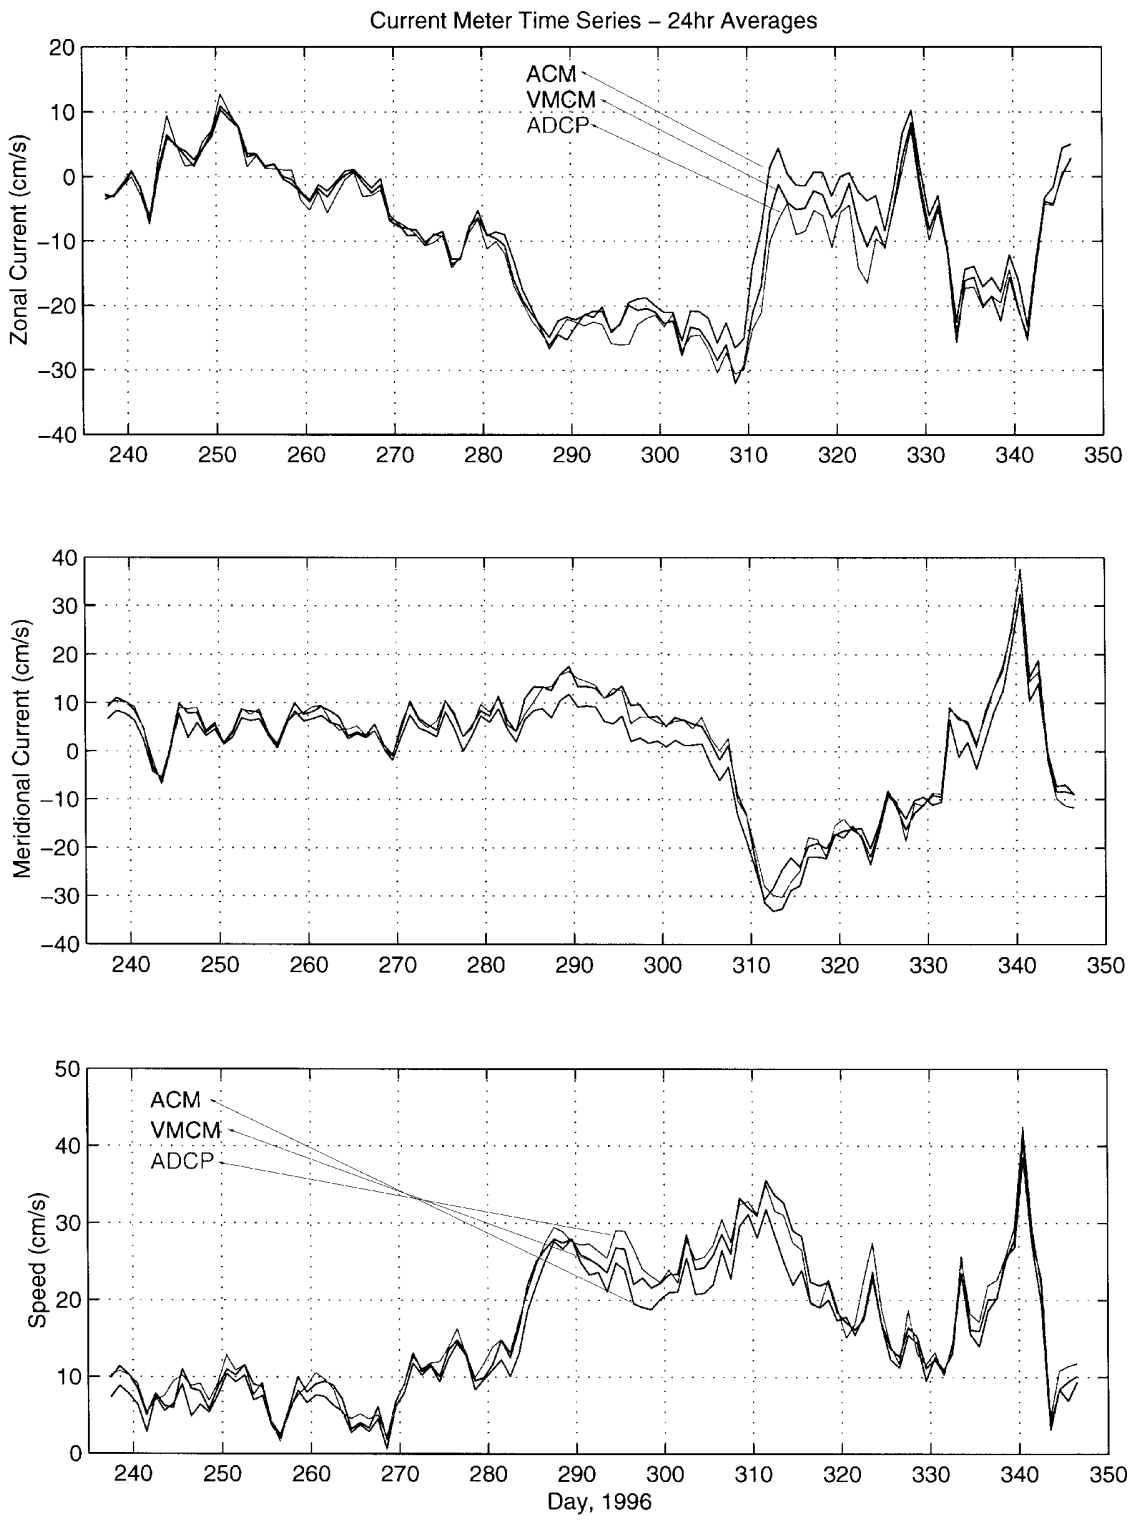 Current Meter Time Series – 24hr Averages
20
10
0
−10
−20
−30
−40
Zonal Current (cm/s)
ACM
VMCM
ADCP
240 250 260 270 280 290 300 310 320 330 340 350
40
30
20
10
0
−10
−20
−30
−40
Meridional Current (cm/s)
240 250 260 270 280 290 300 310 320 330 340 350
50
40
30
20
10
0
Speed (cm/s)
ACM
VMCM
ADCP
240 250 260 270 280 290 300 310 320 330 340 350
Day, 1996